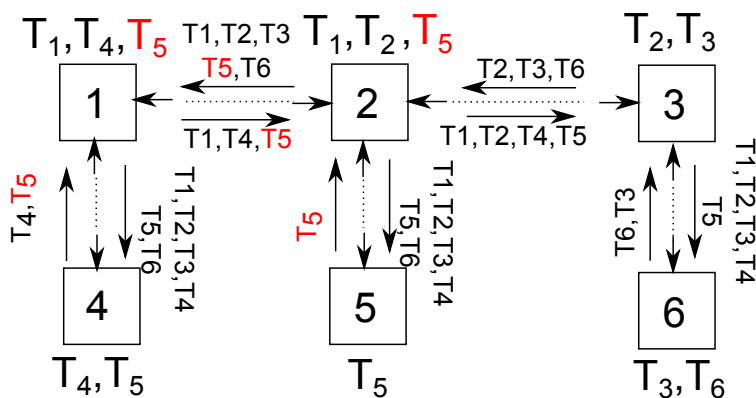 T1,T4,T5
T1,T2,T3
T5,T6
T1,T4,T5
T1,T2,T5
T2,T3,T6
T1,T2,T4,T5
T2,T3
1
2
3
T4,T5
T1,T2,T3,T4
T5,T6
T5
T1,T2,T3,T4
T5,T6
T6,T3
T1,T2,T3,T4
T5
4
5
6
T4,T5
T5
T3,T6